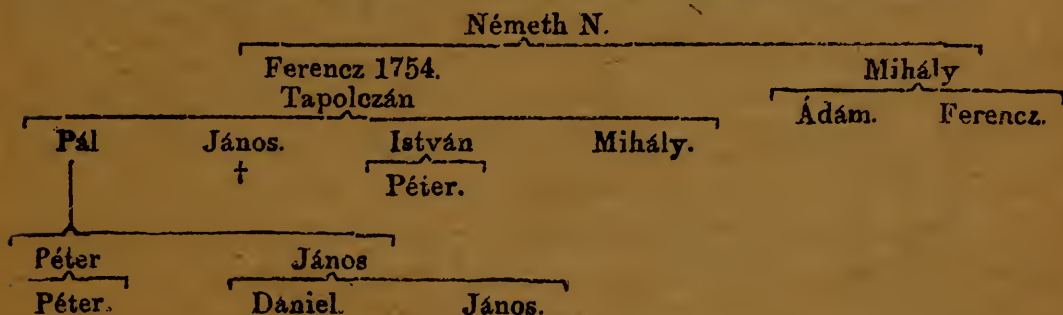 Németh N.
Ferencz 1754. Mihály
Tapolczán
Ádám. Ferencz.
Pál János. István Mihály.
†
Péter.
Péter János
Péter. Dániel. János.